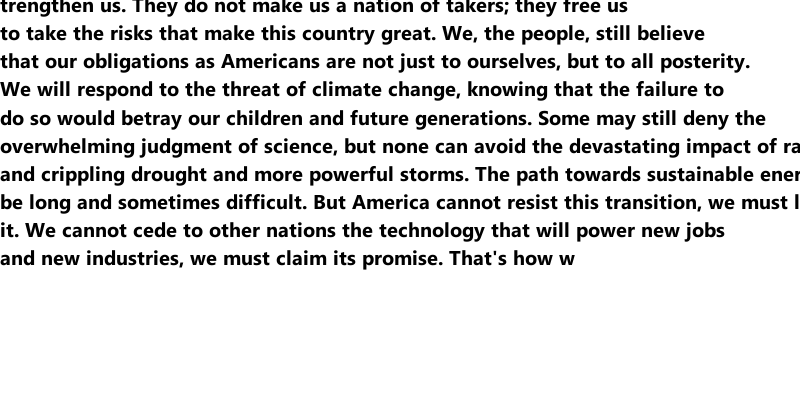 trengthen us. They do not make us a nation of takers; they free us
to take the risks that make this country great. We, the people, still believe
that our obligations as Americans are not just to ourselves, but to all posterity.
We will respond to the threat of climate change, knowing that the failure to
do so would betray our children and future generations. Some may still deny the
overwhelming judgment of science, but none can avoid the devastating impact of ra
and crippling drought and more powerful storms. The path towards sustainable ener
be long and sometimes difficult. But America cannot resist this transition, we must l
it. We cannot cede to other nations the technology that will power new jobs
and new industries, we must claim its promise. That's how w